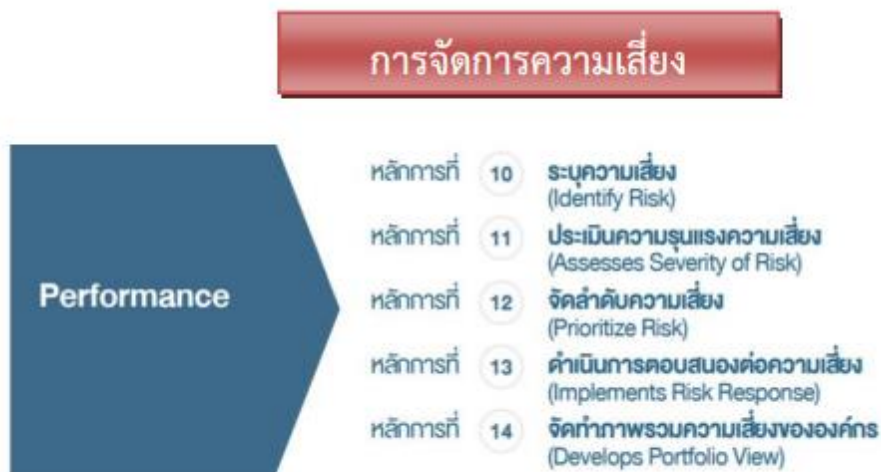 การจัดการความเสี่ยง
Performance
หลักการที่ 10 ระบุความเสี่ยง
(Identify Risk)
หลักการที่ 11 ประเมินความรุนแรงความเสี่ยง
(Assesses Severity of Risk)
หลักการที่ 12 จัดลำดับความเสี่ยง
(Prioritize Risk)
หลักการที่ 13 ดำเนินการตอบสนองต่อความเสี่ยง
(Implements Risk Response)
หลักการที่ 14 จัดทำภาพรวมความเสี่ยงขององค์กร
(Develops Portfolio View)